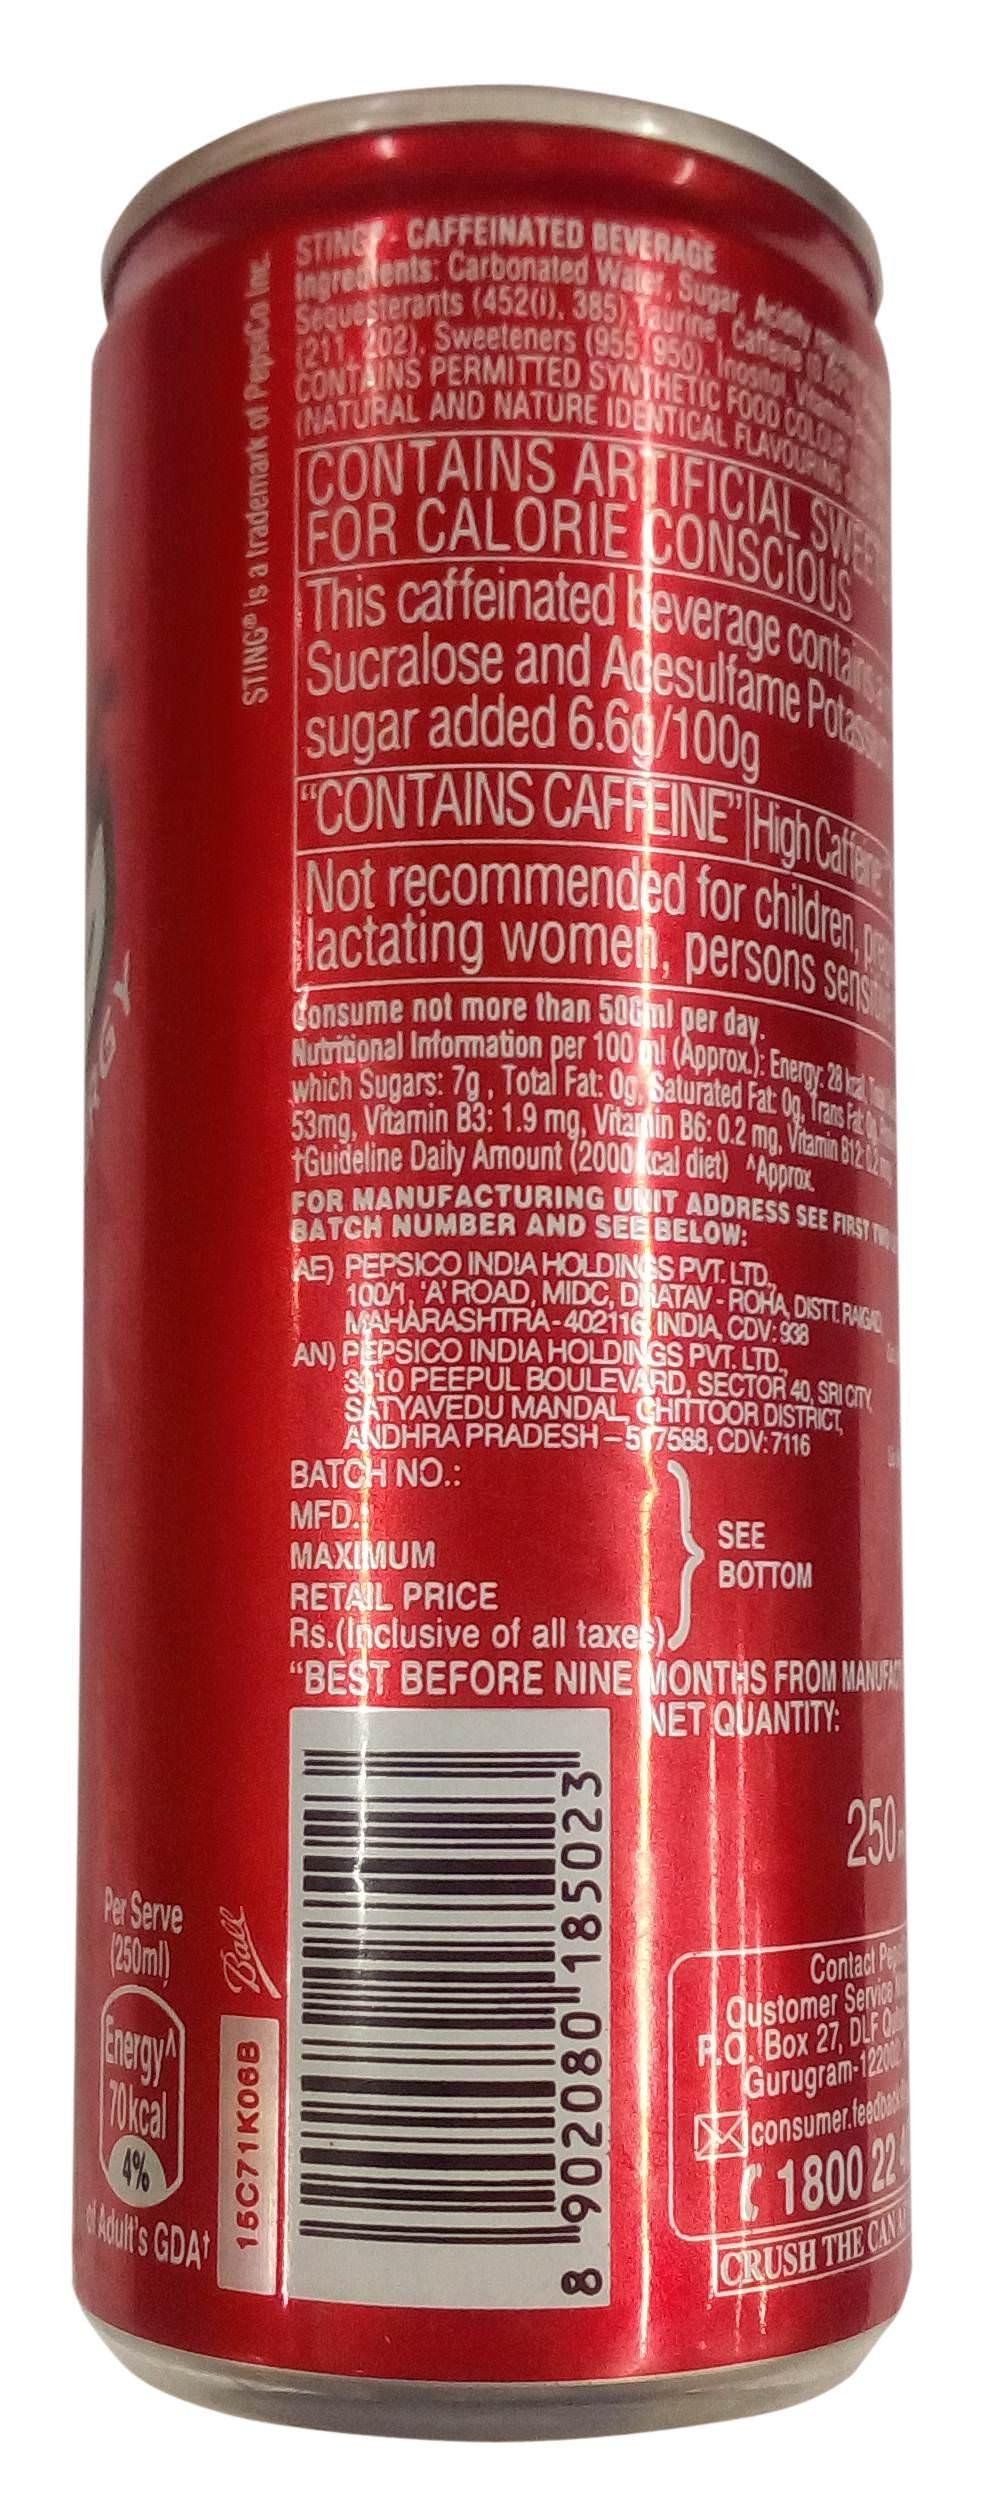 STING® is a trademark of PepsiCo Inc.
STING® - CAFFEINATED BEVERAGE
Ingredients: Carbonated Water, Sugar, Acidity
Sequesterants (452(i), 385), Taurine, Caffeine
(211, 202), Sweeteners (955, 950), Inositol,
CONTAINS PERMITTED SYNTHETIC FOOD COLOUR
(NATURAL AND NATURE IDENTICAL FLAVOURING
CONTAINS ARTIFICIAL
FOR CALORIE CONSCIOUS
This caffeinated beverage contains
Sucralose and Acesulfame
sugar added 6.6g/100g
“CONTAINS CAFFEINE” High Caffeine
Not recommended for children,
lactating women, persons
Consume not more than 500ml per day.
Nutritional Information per 100 ml (Approx.): Energy: 28 kcal,
which Sugars: 7g, Total Fat: 0g, Saturated Fat: 0g, Trans Fat: 0g,
53mg, Vitamin B3: 1.9 mg, Vitamin B6: 0.2 mg, Vitamin B12:
†Guideline Daily Amount (2000 kcal diet) ^Approx.
FOR MANUFACTURING UNIT ADDRESS SEE FIRST
BATCH NUMBER AND SEE BELOW:
AE) PEPSICO INDIA HOLDINGS PVT. LTD.,
100/1, 'A' ROAD, MIDC, DHATAV - ROHA, DISTT. RAIGAD,
MAHARASHTRA - 402116, INDIA, CDV: 938
AN) PEPSICO INDIA HOLDINGS PVT. LTD.,
3010 PEEPUL BOULEVARD, SECTOR 40, SRI CITY,
SATYAVEDU MANDAL, CHITTOOR DISTRICT,
ANDHRA PRADESH – 517588, CDV: 7116
BATCH NO.:
MFD.:
MAXIMUM
RETAIL PRICE
Rs.(Inclusive of all taxes)
SEE
BOTTOM
“BEST BEFORE NINE MONTHS FROM
NET QUANTITY:
250
8 902080 185023
Per Serve
(250ml)
Energy^
70kcal
4%
of Adult's GDA†
Ball
15C71K06B
Contact
Customer Service
P.O. Box 27, DLF
Gurugram-
consumer.feedback
1800 22
CRUSH THE CAN